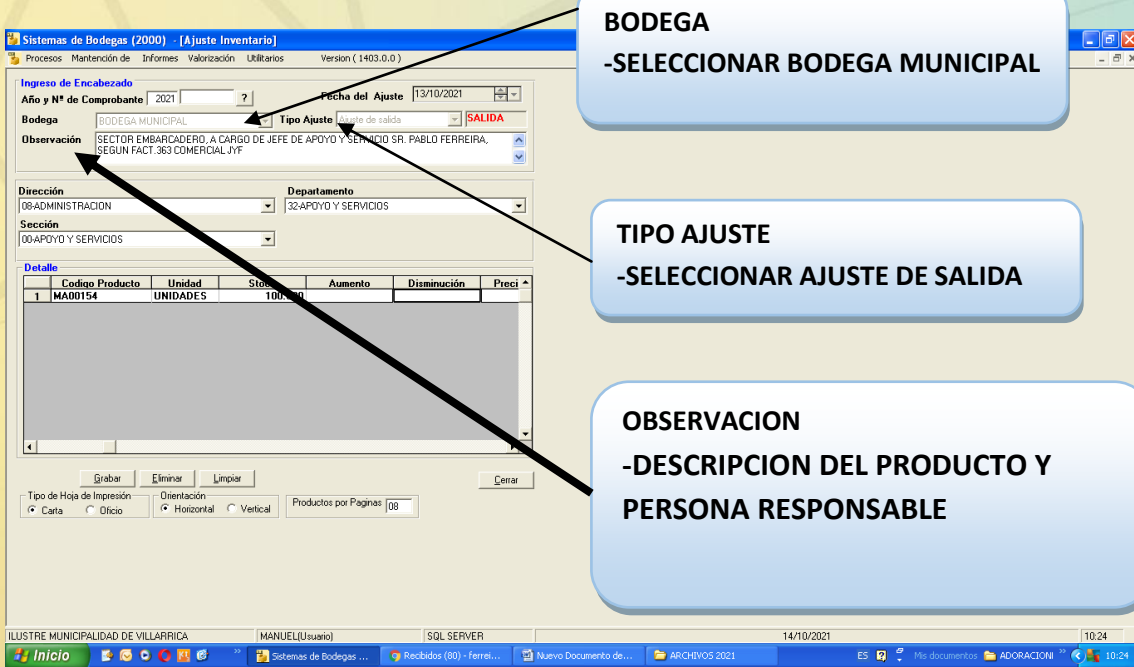 BODEGA
-SELECCIONAR BODEGA MUNICIPAL
Sistemas de Bodegas (2000) - [Ajuste Inventario]
Procesos Mantención de Informes Valorización Utilitarios Version ( 1403.0.0 )
Ingreso de Encabezado
Año y Nª de Comprobante 2021 ? Fecha del Ajuste 13/10/2021
Bodega BODEGA MUNICIPAL Tipo Ajuste Ajuste de salida SALIDA
Observación SECTOR EMBARCADERO, A CARGO DE JEFE DE APOYO Y SERVICIO SR. PABLO FERREIRA,
SEGUN FACT.363 COMERCIAL JYF
Dirección Departamento
08-ADMINISTRACION 32-APOYO Y SERVICIOS
Sección
00-APOYO Y SERVICIOS
TIPO AJUSTE
-SELECCIONAR AJUSTE DE SALIDA
Detalle
Codigo Producto Unidad Aumento Disminución Preci
1 MA00154 UNIDADES
OBSERVACION
-DESCRIPCION DEL PRODUCTO Y
PERSONA RESPONSABLE
Grabar Eliminar Limpiar Cerrar
Tipo de Hoja de Impresión Orientación
Carta Oficio Horizontal Vertical Productos por Paginas 08
ILUSTRE MUNICIPALIDAD DE VILLARRICA MANUEL(Usuario) SQL SERVER 14/10/2021 10:24
Inicio Sistemas de Bodegas ... Recibidos (80) - ferrei... Nuevo Documento de... ARCHIVOS 2021 ES Mis documentos ADORACIONI 10:24